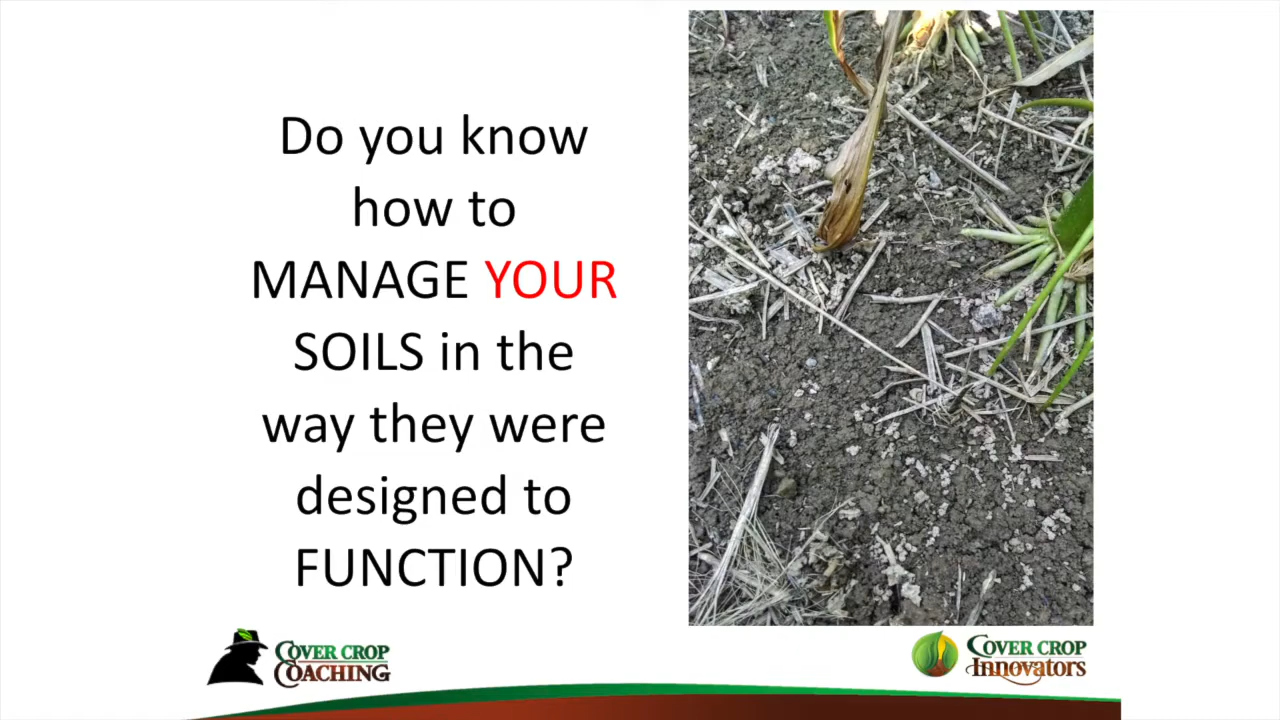 Do you know
how to
MANAGE YOUR
SOILS in the
way they were
designed to
FUNCTION?
COVER CROP
COACHING
COVER CROP
Innovators